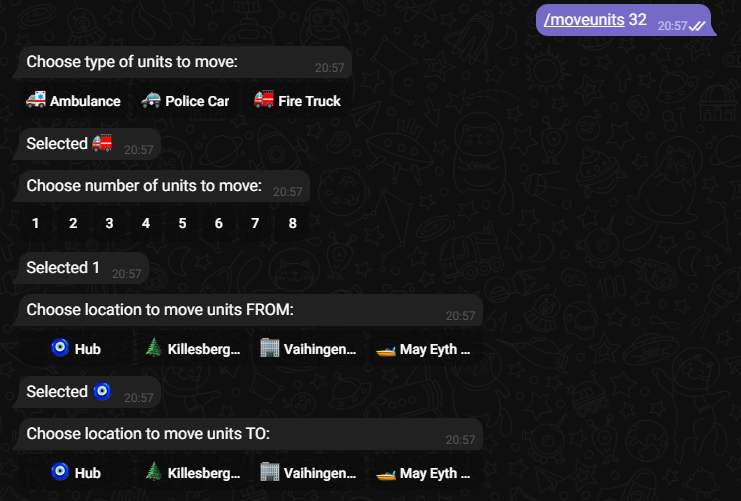 /moveunits 32 20:57
Choose type of units to move: 20:57
Ambulance Police Car Fire Truck
Selected 20:57
Choose number of units to move: 20:57
1 2 3 4 5 6 7 8
Selected 1 20:57
Choose location to move units FROM: 20:57
Hub Killesberg... Vaihingen... May Eyth ...
Selected 20:57
Choose location to move units TO: 20:57
Hub Killesberg... Vaihingen... May Eyth ...